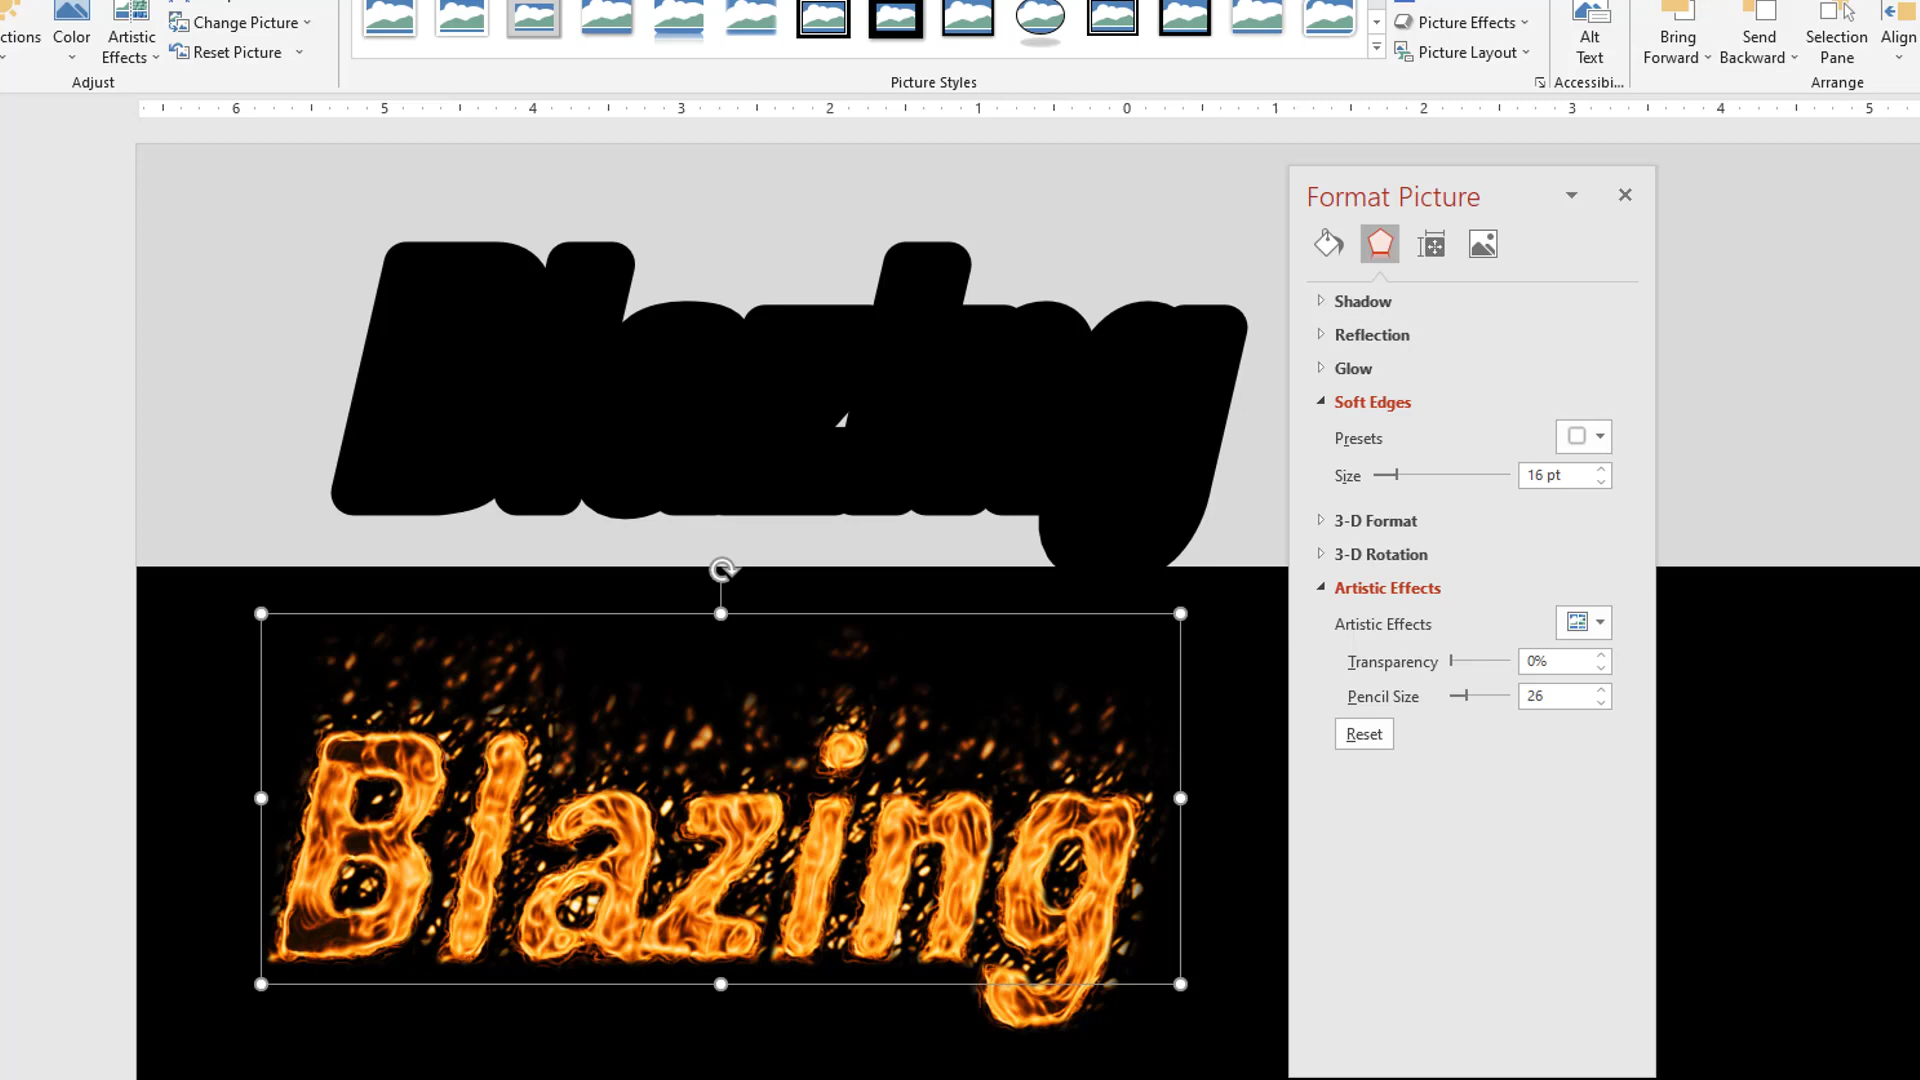 ctions Color Artistic Effects Change Picture Reset Picture
Adjust
Picture Styles
Picture Effects
Picture Layout
Alt Text
Accessibi...
Bring Forward
Send Backward
Selection Pane
Align
Arrange
6 5 4 3 2 1 0 1 2 3 4 5
Blazing
Blazing
Format Picture
Shadow
Reflection
Glow
Soft Edges
Presets
Size 16 pt
3-D Format
3-D Rotation
Artistic Effects
Artistic Effects
Transparency 0%
Pencil Size 26
Reset